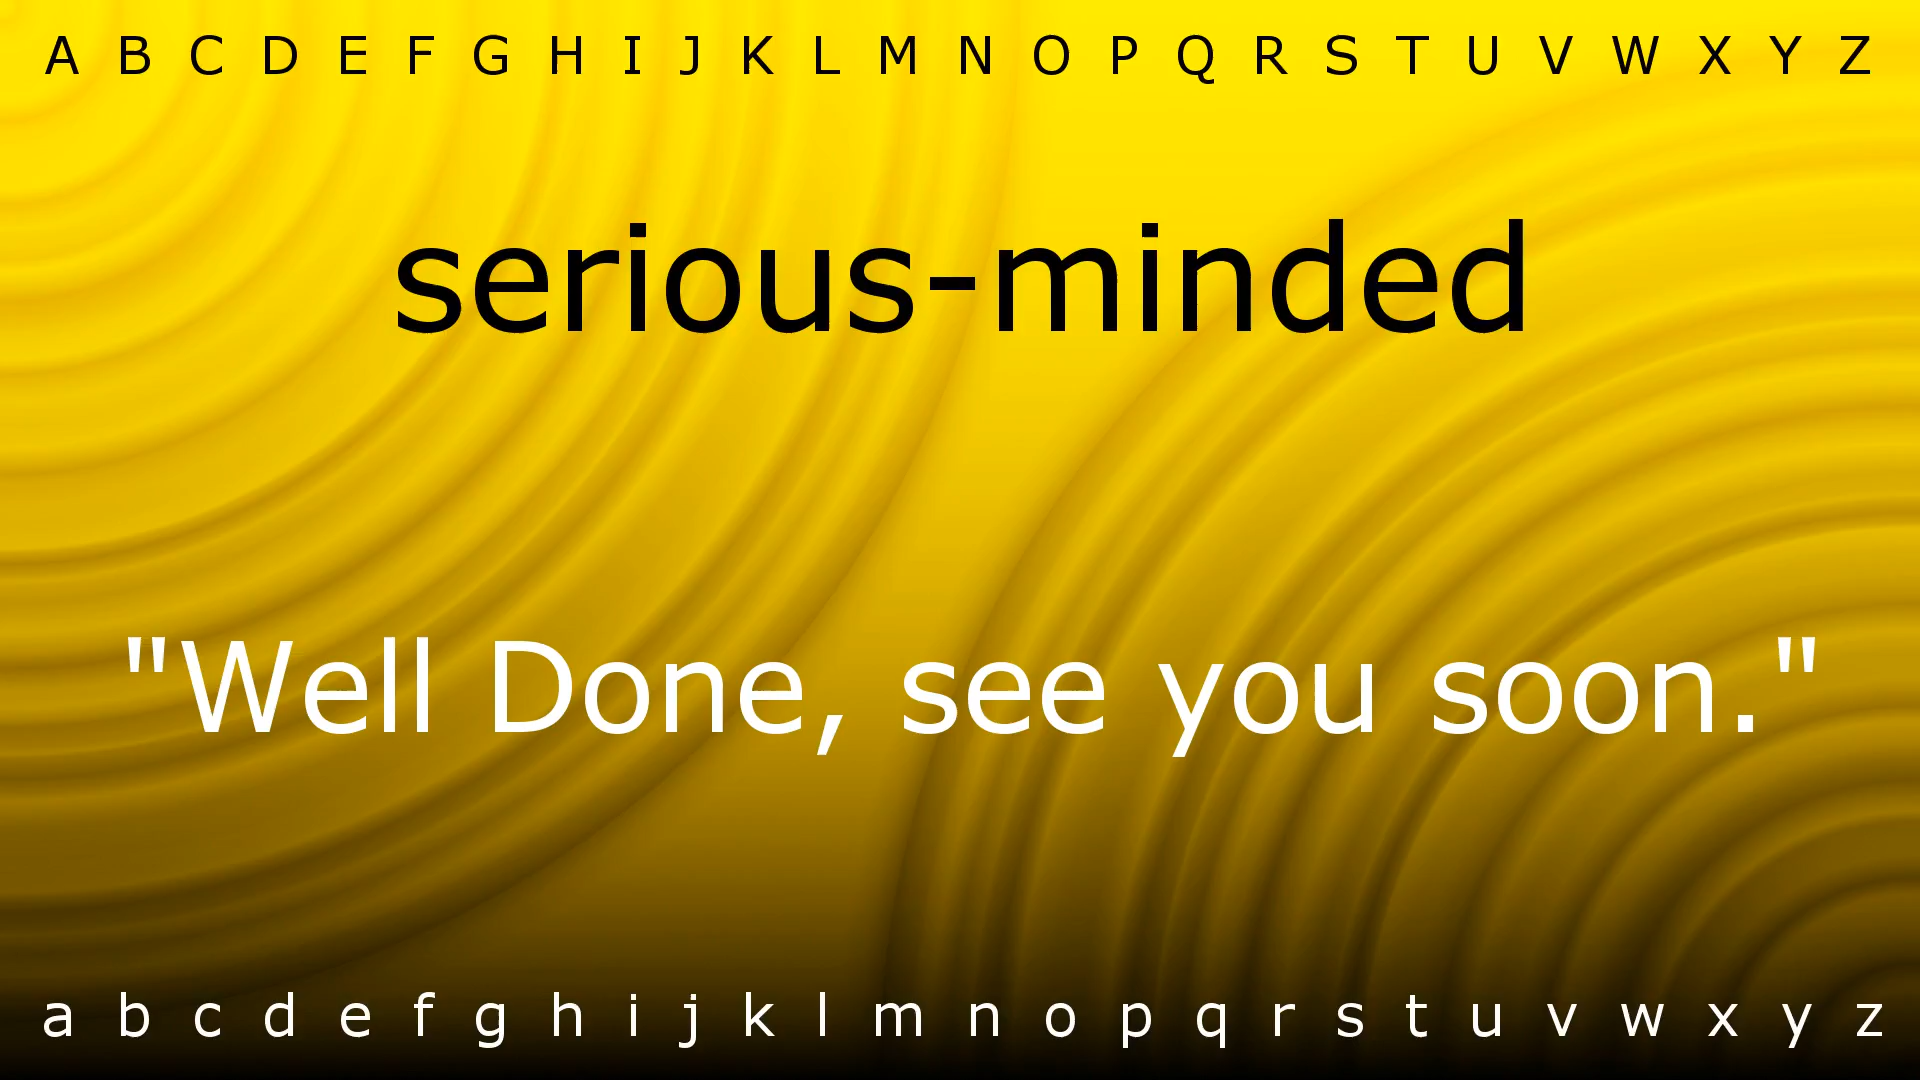 A B C D E F G H I J K L M N O P Q R S T U V W X Y Z
serious-minded
"Well Done, see you soon."
a b c d e f g h i j k l m n o p q r s t u v w x y z